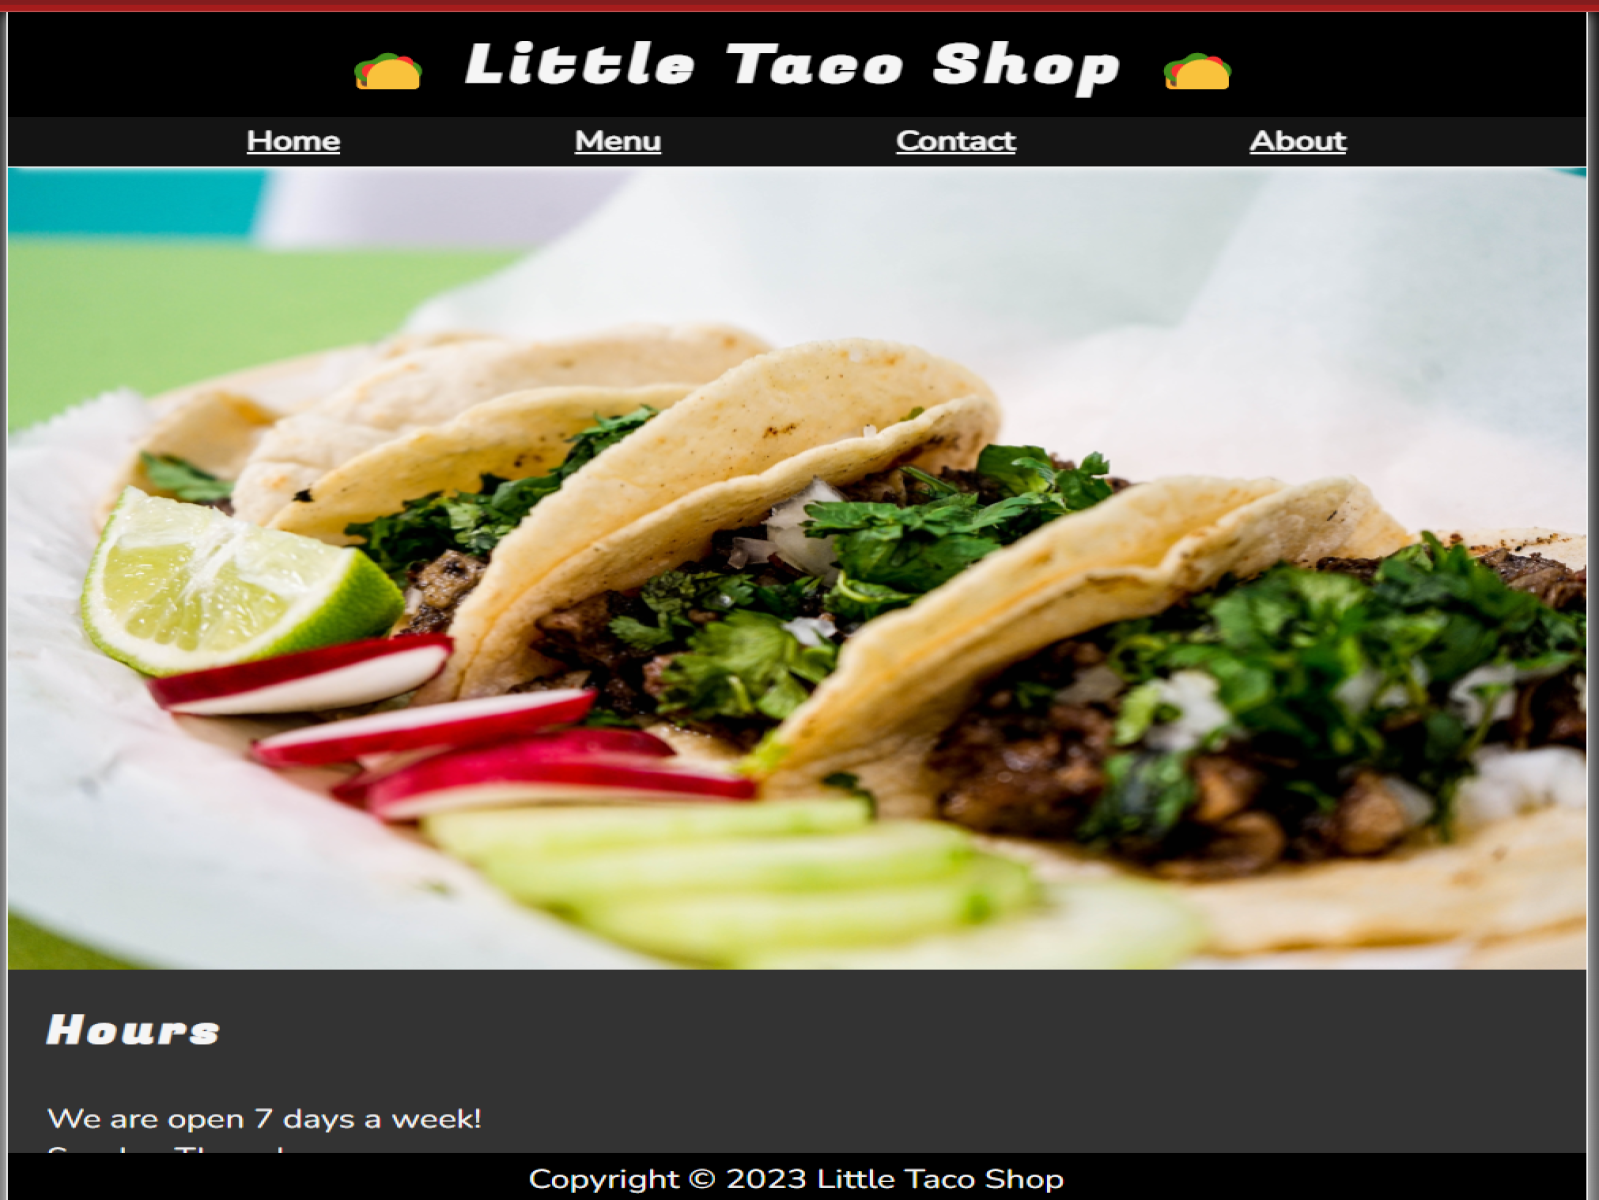 Little Taco Shop
Home Menu Contact About
Hours
We are open 7 days a week!
Copyright © 2023 Little Taco Shop